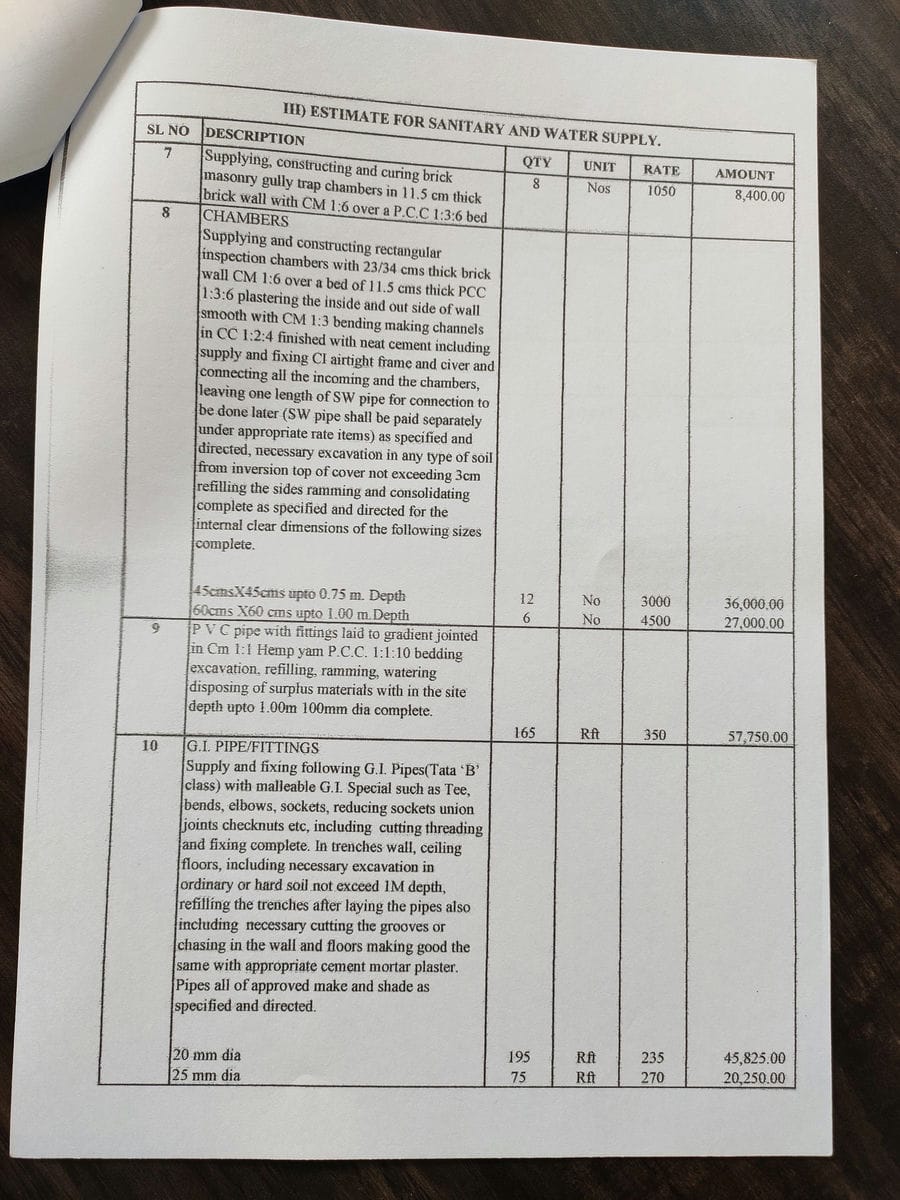 III) ESTIMATE FOR SANITARY AND WATER SUPPLY.
SL NO DESCRIPTION QTY UNIT RATE AMOUNT
7 Supplying, constructing and curing brick 8 Nos 1050 8,400.00
masonry gully trap chambers in 11.5 cm thick
brick wall with CM 1:6 over a P.C.C 1:3:6 bed
8 CHAMBERS
Supplying and constructing rectangular
inspection chambers with 23/34 cms thick brick
wall CM 1:6 over a bed of 11.5 cms thick PCC
1:3:6 plastering the inside and out side of wall
smooth with CM 1:3 bending making channels
in CC 1:2:4 finished with neat cement including
supply and fixing CI airtight frame and civer and
connecting all the incoming and the chambers,
leaving one length of SW pipe for connection to
be done later (SW pipe shall be paid separately
under appropriate rate items) as specified and
directed, necessary excavation in any type of soil
from inversion top of cover not exceeding 3cm
refilling the sides ramming and consolidating
complete as specified and directed for the
internal clear dimensions of the following sizes
complete.
45cmsX45cms upto 0.75 m. Depth 12 No 3000 36,000.00
60cms X60 cms upto 1.00 m.Depth 6 No 4500 27,000.00
9 P V C pipe with fittings laid to gradient jointed
in Cm 1:1 Hemp yam P.C.C. 1:1:10 bedding
excavation, refilling, ramming, watering
disposing of surplus materials with in the site
depth upto 1.00m 100mm dia complete.
165 Rft 350 57,750.00
10 G.I. PIPE/FITTINGS
Supply and fixing following G.I. Pipes(Tata ‘B’
class) with malleable G.I. Special such as Tee,
bends, elbows, sockets, reducing sockets union
joints checknuts etc, including cutting threading
and fixing complete. In trenches wall, ceiling
floors, including necessary excavation in
ordinary or hard soil not exceed 1M depth,
refilling the trenches after laying the pipes also
including necessary cutting the grooves or
chasing in the wall and floors making good the
same with appropriate cement mortar plaster.
Pipes all of approved make and shade as
specified and directed.
20 mm dia 195 Rft 235 45,825.00
25 mm dia 75 Rft 270 20,250.00